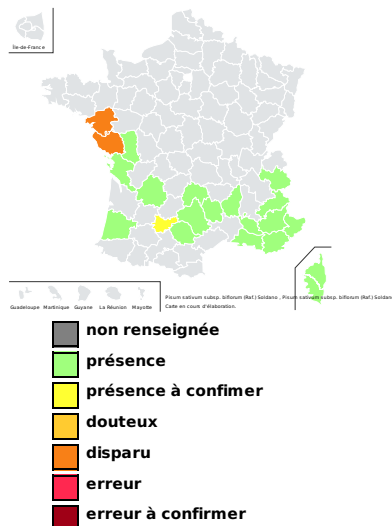 Île-de-France
Guadeloupe Martinique Guyane La Réunion Mayotte
Pisum sativum subsp. biflorum (Raf.) Soldano , Pisum sativum subsp. biflorum (Raf.) Soldano
Carte en cours d'élaboration.
non renseignée
présence
présence à confimer
douteux
disparu
erreur
erreur à confirmer